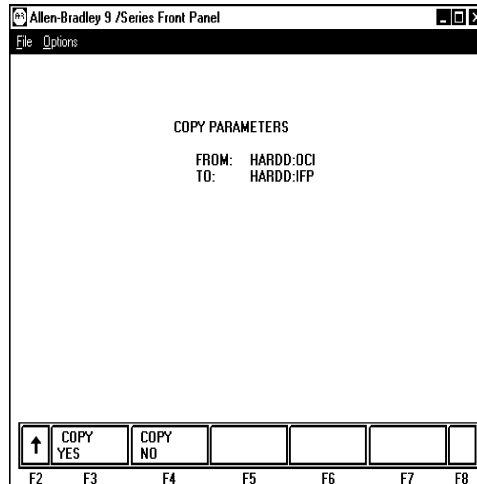 Allen-Bradley 9 /Series Front Panel
File Options
COPY PARAMETERS
FROM: HARDD:OCI
TO: HARDD:IFP
COPY YES COPY NO
F2 F3 F4 F5 F6 F7 F8